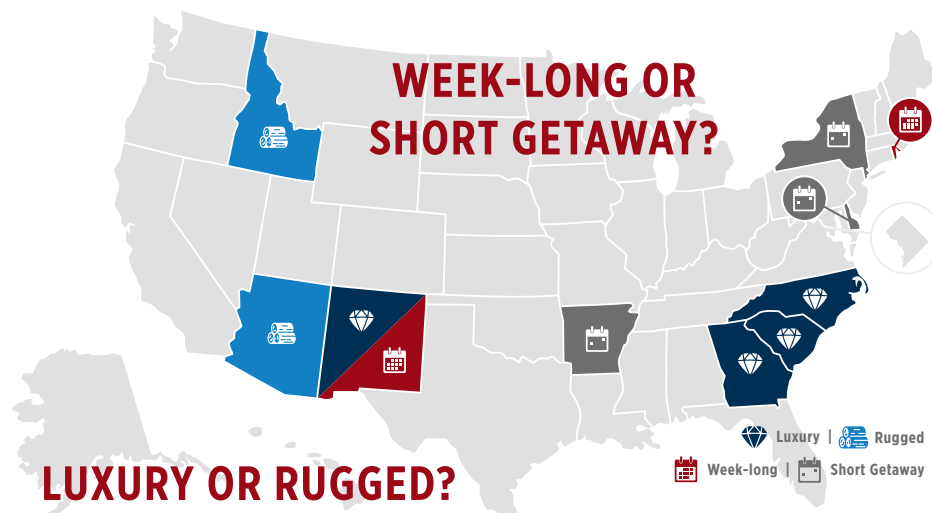 WEEK-LONG OR
SHORT GETAWAY?
LUXURY OR RUGGED?
Luxury | Rugged
Week-long | Short Getaway